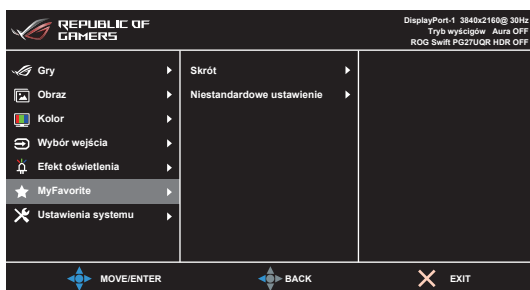 REPUBLIC OF
GAMERS
DisplayPort-1 3840x2160@ 30Hz
Tryb wyścigów Aura OFF
ROG Swift PG27UQR HDR OFF
Gry
Obraz
Kolor
Wybór wejścia
Efekt oświetlenia
MyFavorite
Ustawienia systemu
Skrót
Niestandardowe ustawienie
MOVE/ENTER
BACK
EXIT